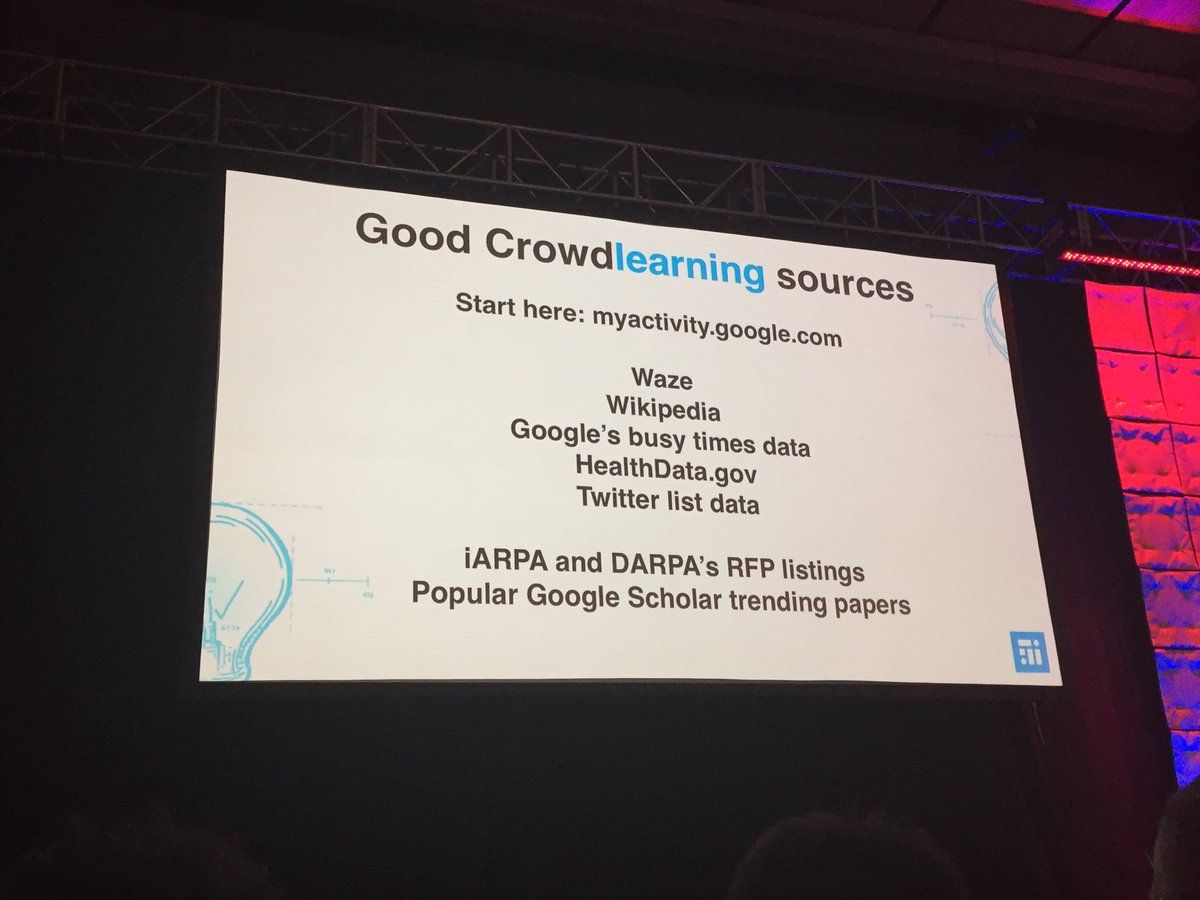 Good Crowdlearning sources
Start here: myactivity.google.com
Waze
Wikipedia
Google's busy times data
HealthData.gov
Twitter list data
iARPA and DARPA's RFP listings
Popular Google Scholar trending papers